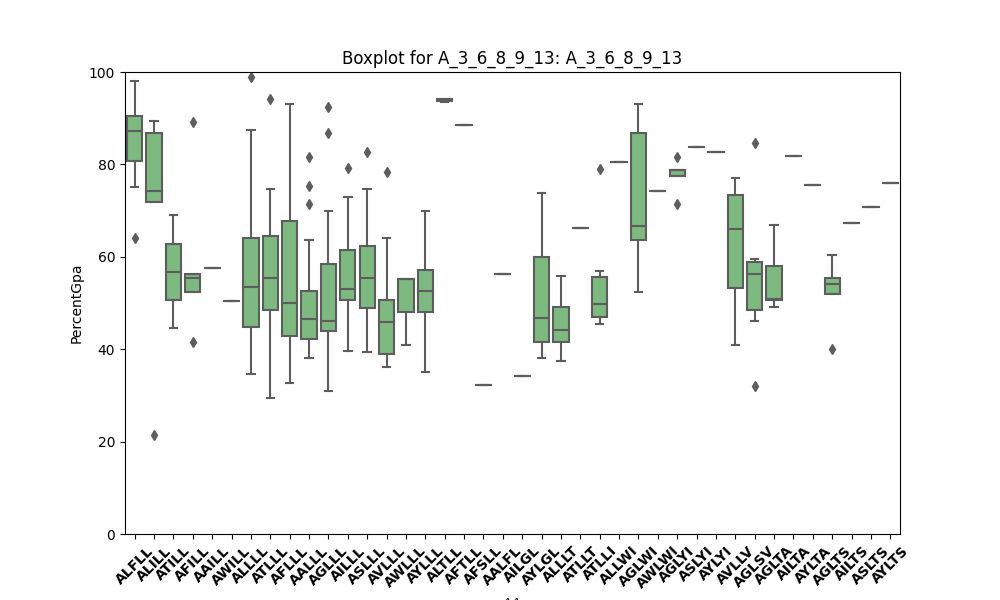 Boxplot for A_3_6_8_9_13: A_3_6_8_9_13
PercentGpa
100
80
60
40
20
0
ALFLL
ALILL
ATILL
AFILL
AAILL
AWILL
ALLLL
ATLLL
AFLLL
AALLL
AGLLL
AILLL
ASLLL
AVLLL
AWLLL
AYLLL
ALTLL
AFTLL
AFSLL
AALFL
AILGL
AYLGL
ALLLT
ATLLT
ATLLI
ALLWI
AGLWI
AWLWI
AGLYI
ASLYI
AYLYI
AVLLV
AGLSV
AGLTA
AILTA
AYLTA
AGLTS
AILTS
ASLTS
AYLTS